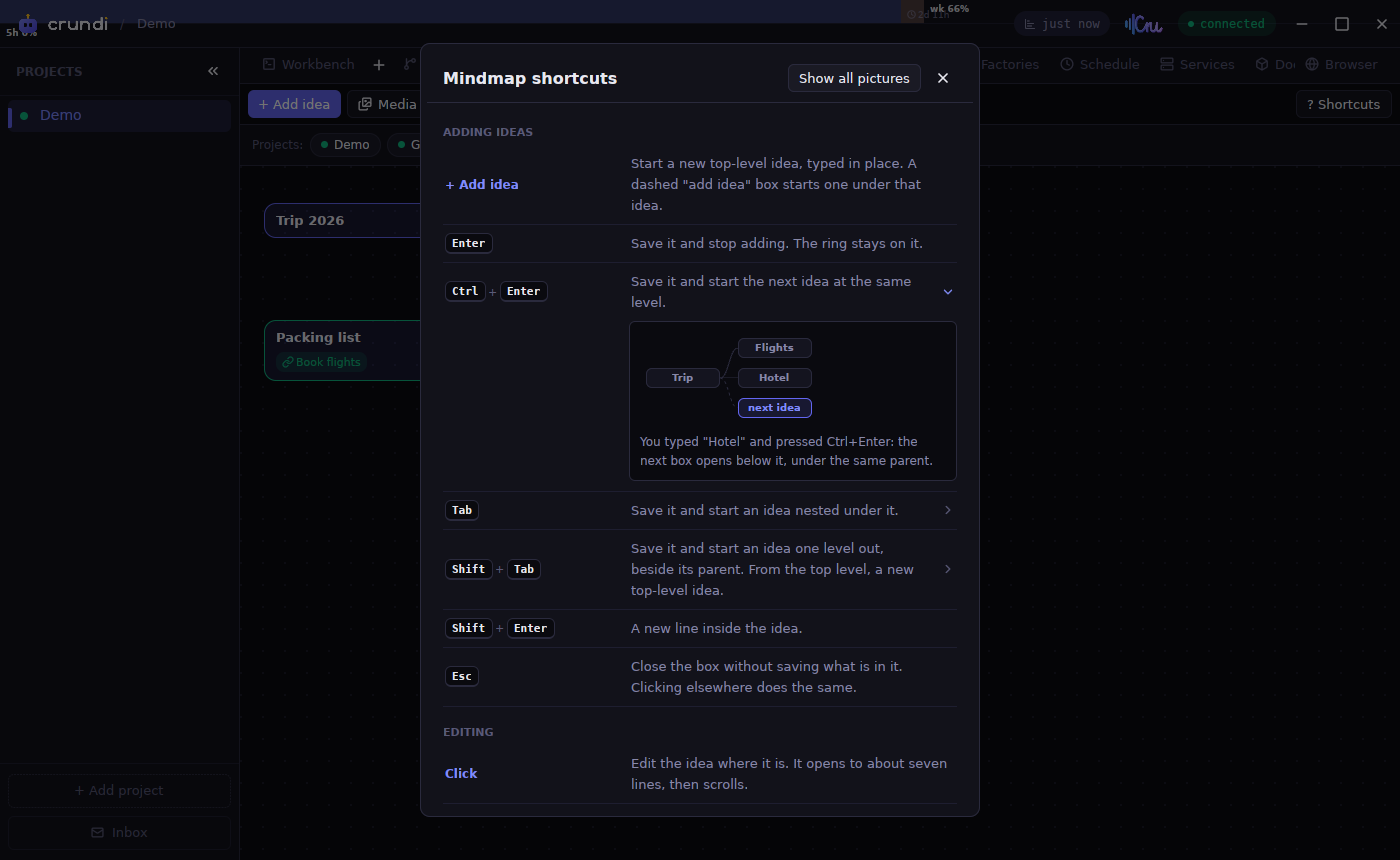 5h 6%
crundi / Demo
2d 11h
wk 66%
just now
Cru
connected
PROJECTS
Workbench
Factories
Schedule
Services
Browser
Demo
+ Add idea
Media
? Shortcuts
Projects:
Demo
Trip 2026
Packing list
Book flights
+ Add project
Inbox
Mindmap shortcuts
Show all pictures
ADDING IDEAS
+ Add idea
Start a new top-level idea, typed in place. A
dashed "add idea" box starts one under that
idea.
Enter
Save it and stop adding. The ring stays on it.
Ctrl + Enter
Save it and start the next idea at the same
level.
Flights
Trip
Hotel
next idea
You typed "Hotel" and pressed Ctrl+Enter: the
next box opens below it, under the same parent.
Tab
Save it and start an idea nested under it.
Shift + Tab
Save it and start an idea one level out,
beside its parent. From the top level, a new
top-level idea.
Shift + Enter
A new line inside the idea.
Esc
Close the box without saving what is in it.
Clicking elsewhere does the same.
EDITING
Click
Edit the idea where it is. It opens to about seven
lines, then scrolls.